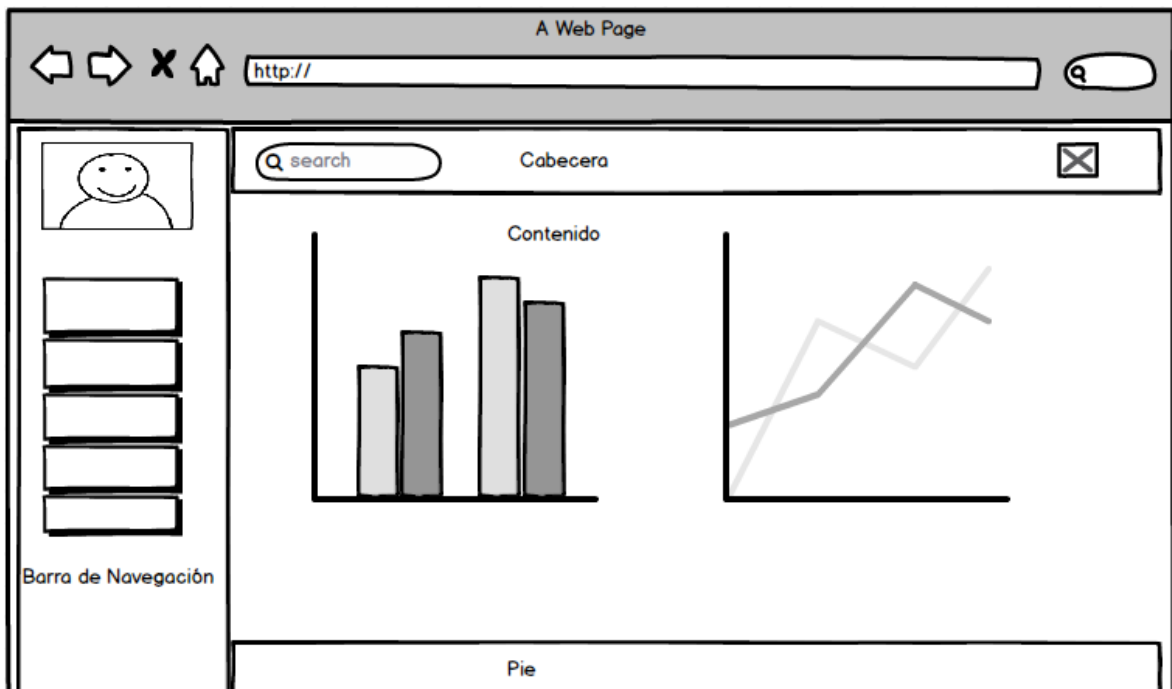 A Web Page
http://
search
Cabecera
Contenido
Barra de Navegación
Pie